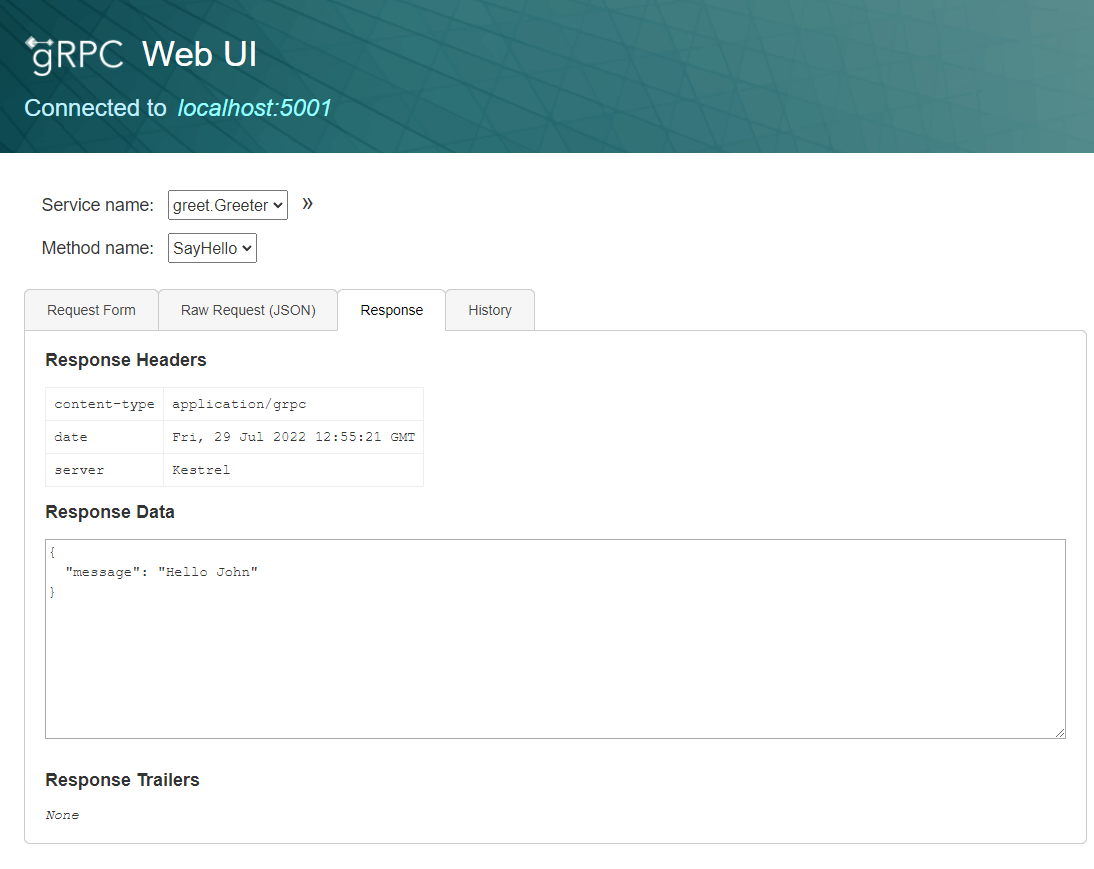 gRPC Web UI
Connected to localhost:5001
Service name: greet.Greeter »
Method name: SayHello
Request Form Raw Request (JSON) Response History
Response Headers
content-type application/grpc
date Fri, 29 Jul 2022 12:55:21 GMT
server Kestrel
Response Data
{
  "message": "Hello John"
}
Response Trailers
None